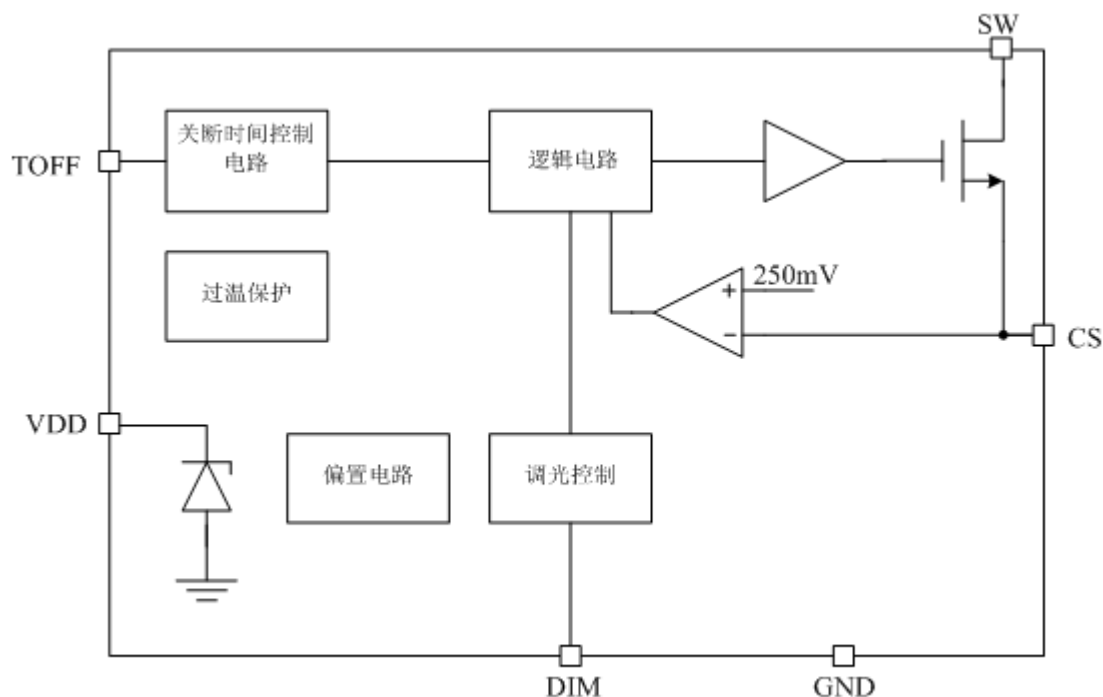 SW
关断时间控制
电路
TOFF
逻辑电路
过温保护
250mV
+
−
CS
VDD
偏置电路
调光控制
DIM
GND